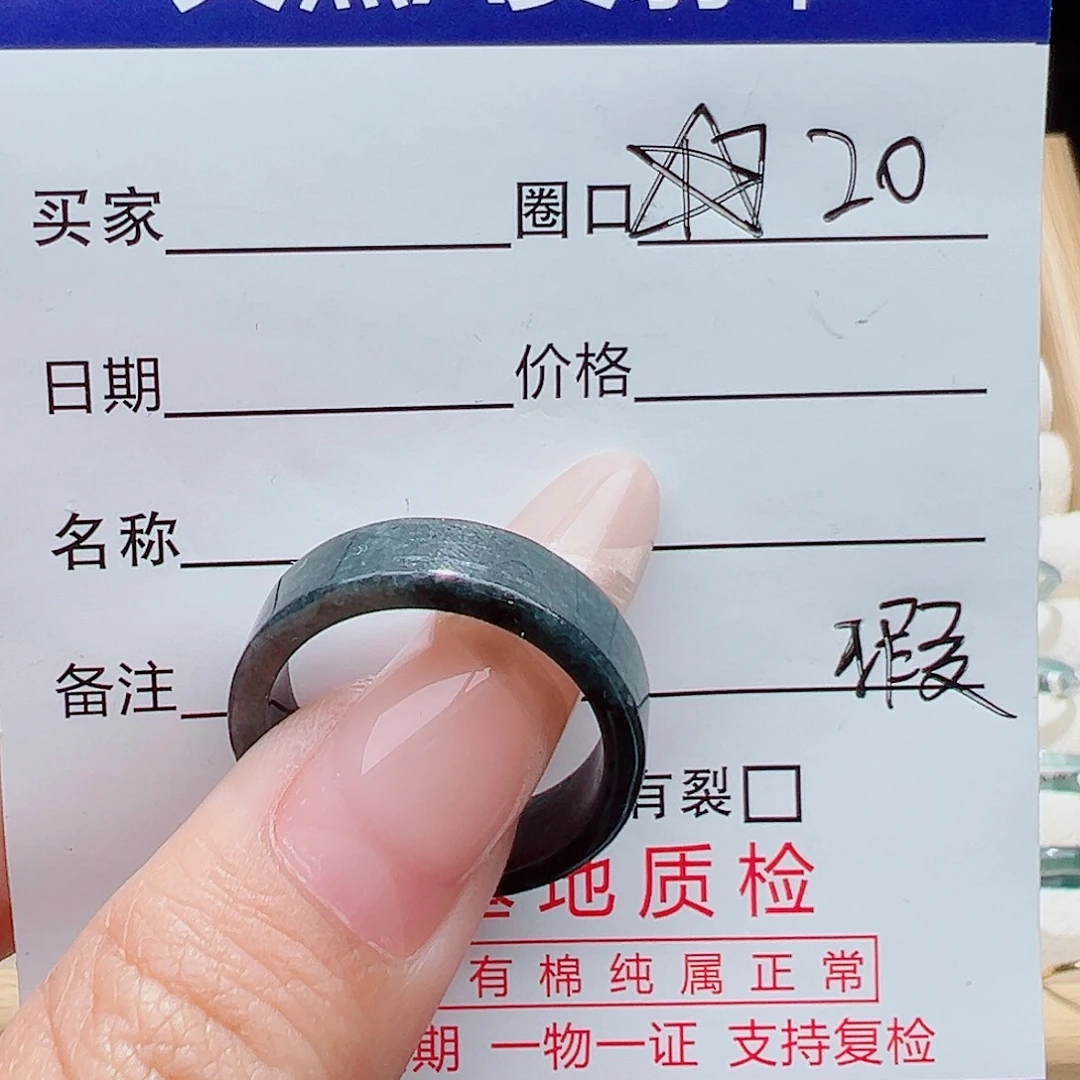 买家 圈口 20
日期 价格
名称
备注 瑕
有裂
基地质检
有棉纯属正常
期 一物一证 支持复检